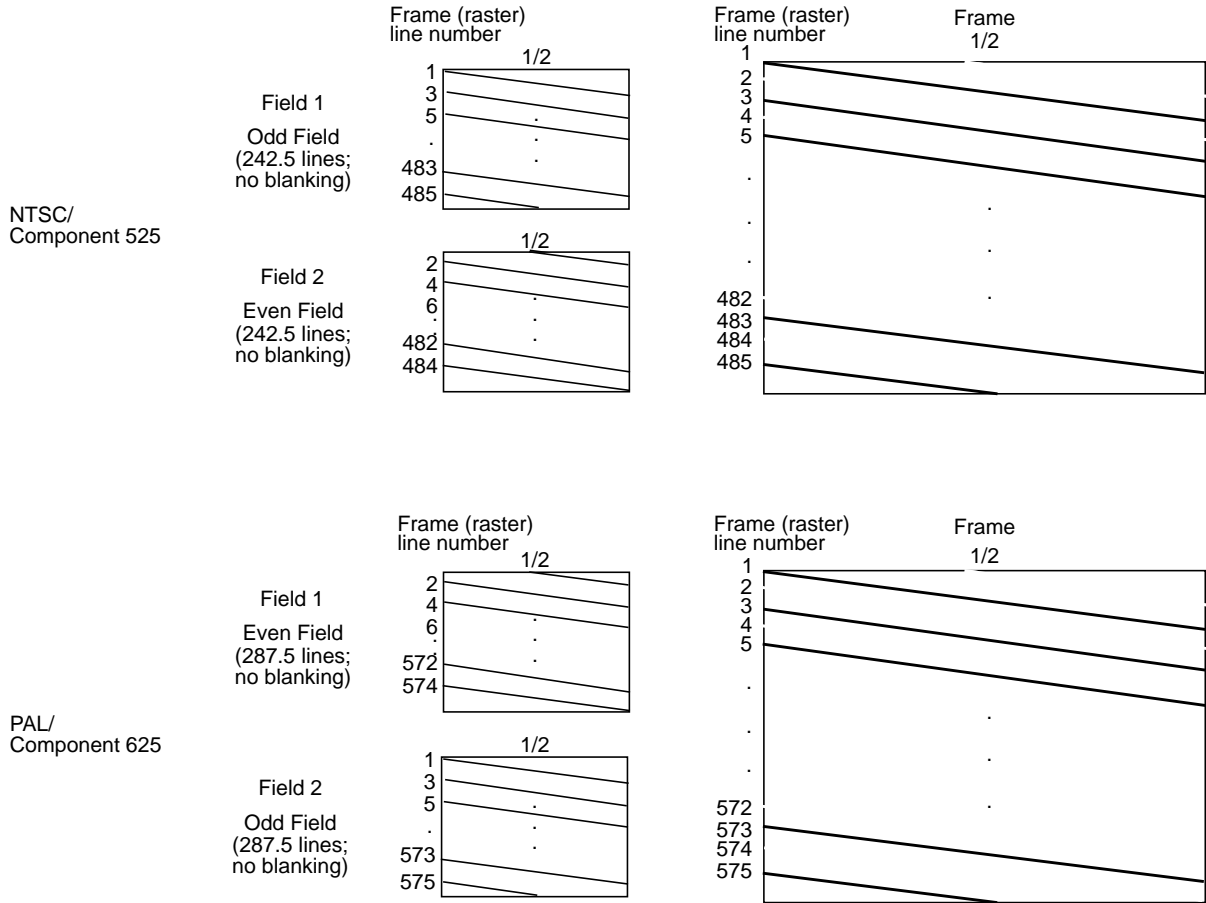 NTSC/
Component 525
Field 1
Odd Field
(242.5 lines;
no blanking)
Frame (raster)
line number
1/2
1
3
5
.
483
485
Field 2
Even Field
(242.5 lines;
no blanking)
1/2
2
4
6
.
.
482
484
Frame (raster)
line number
Frame
1/2
1
2
3
4
5
.
.
.
482
483
484
485
PAL/
Component 625
Field 1
Even Field
(287.5 lines;
no blanking)
Frame (raster)
line number
1/2
2
4
6
.
.
572
574
Field 2
Odd Field
(287.5 lines;
no blanking)
1/2
1
3
5
.
573
575
Frame (raster)
line number
Frame
1/2
1
2
3
4
5
.
.
.
572
573
574
575